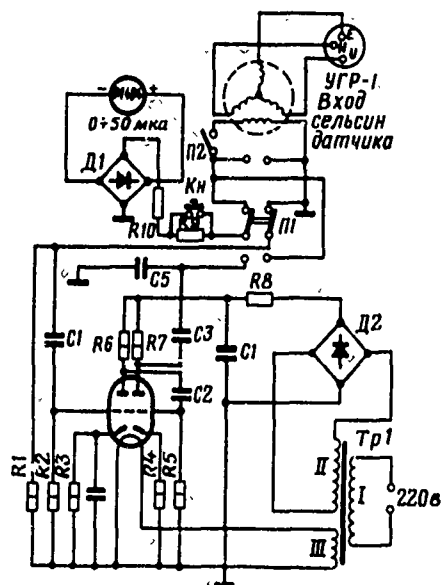 УГР-1
Вход
сельсин
датчика
- +
0÷50 мка
Д1
П2
Кн
R10
П1
C5
R8
Д2
C1
R6
R7
C3
C1
C2
Тр1
R1
R2
R3
R4
R5
II
I
220в
III